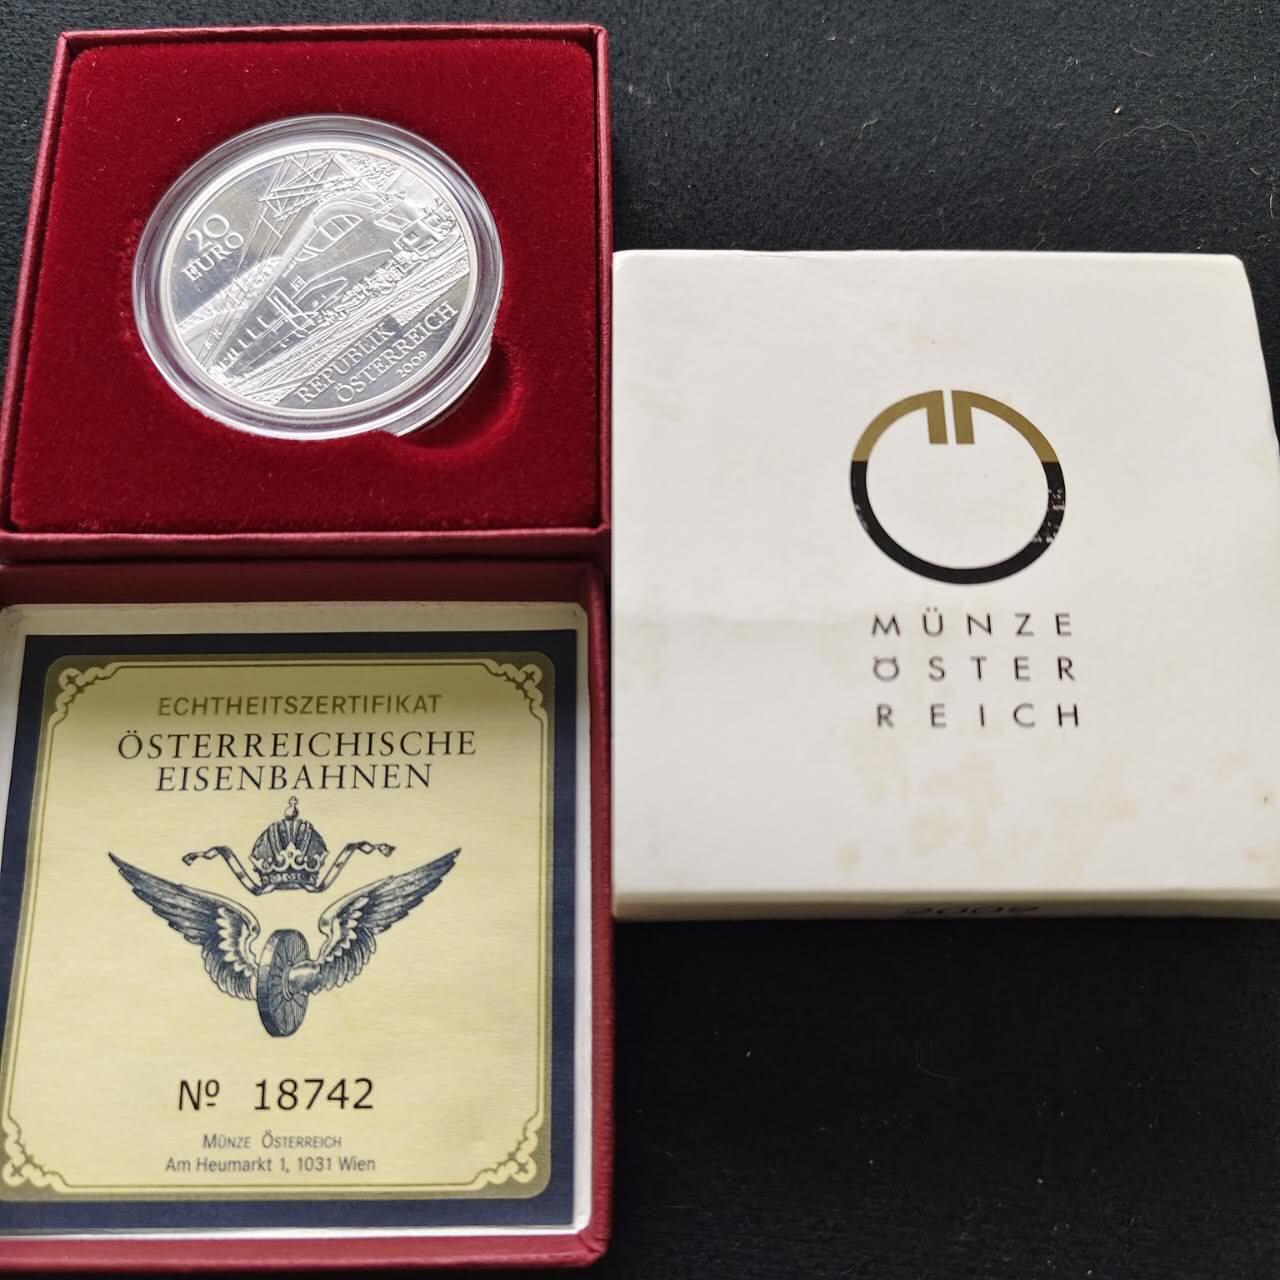 20
EURO
REPUBLIK
ÖSTERREICH
2009
ECHTHEITSZERTIFIKAT
ÖSTERREICHISCHE
EISENBAHNEN
Nº 18742
MÜNZE ÖSTERREICH
Am Heumarkt 1, 1031 Wien
MÜNZE
ÖSTER
REICH
2009